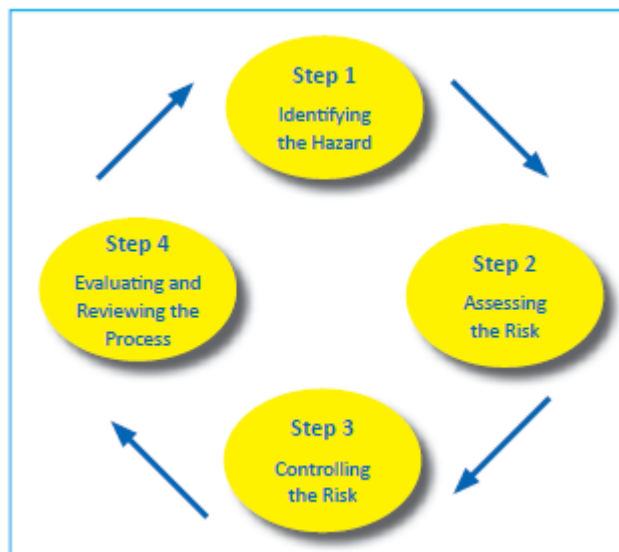 Step 1
Identifying
the Hazard
Step 2
Assessing
the Risk
Step 3
Controlling
the Risk
Step 4
Evaluating and
Reviewing the
Process